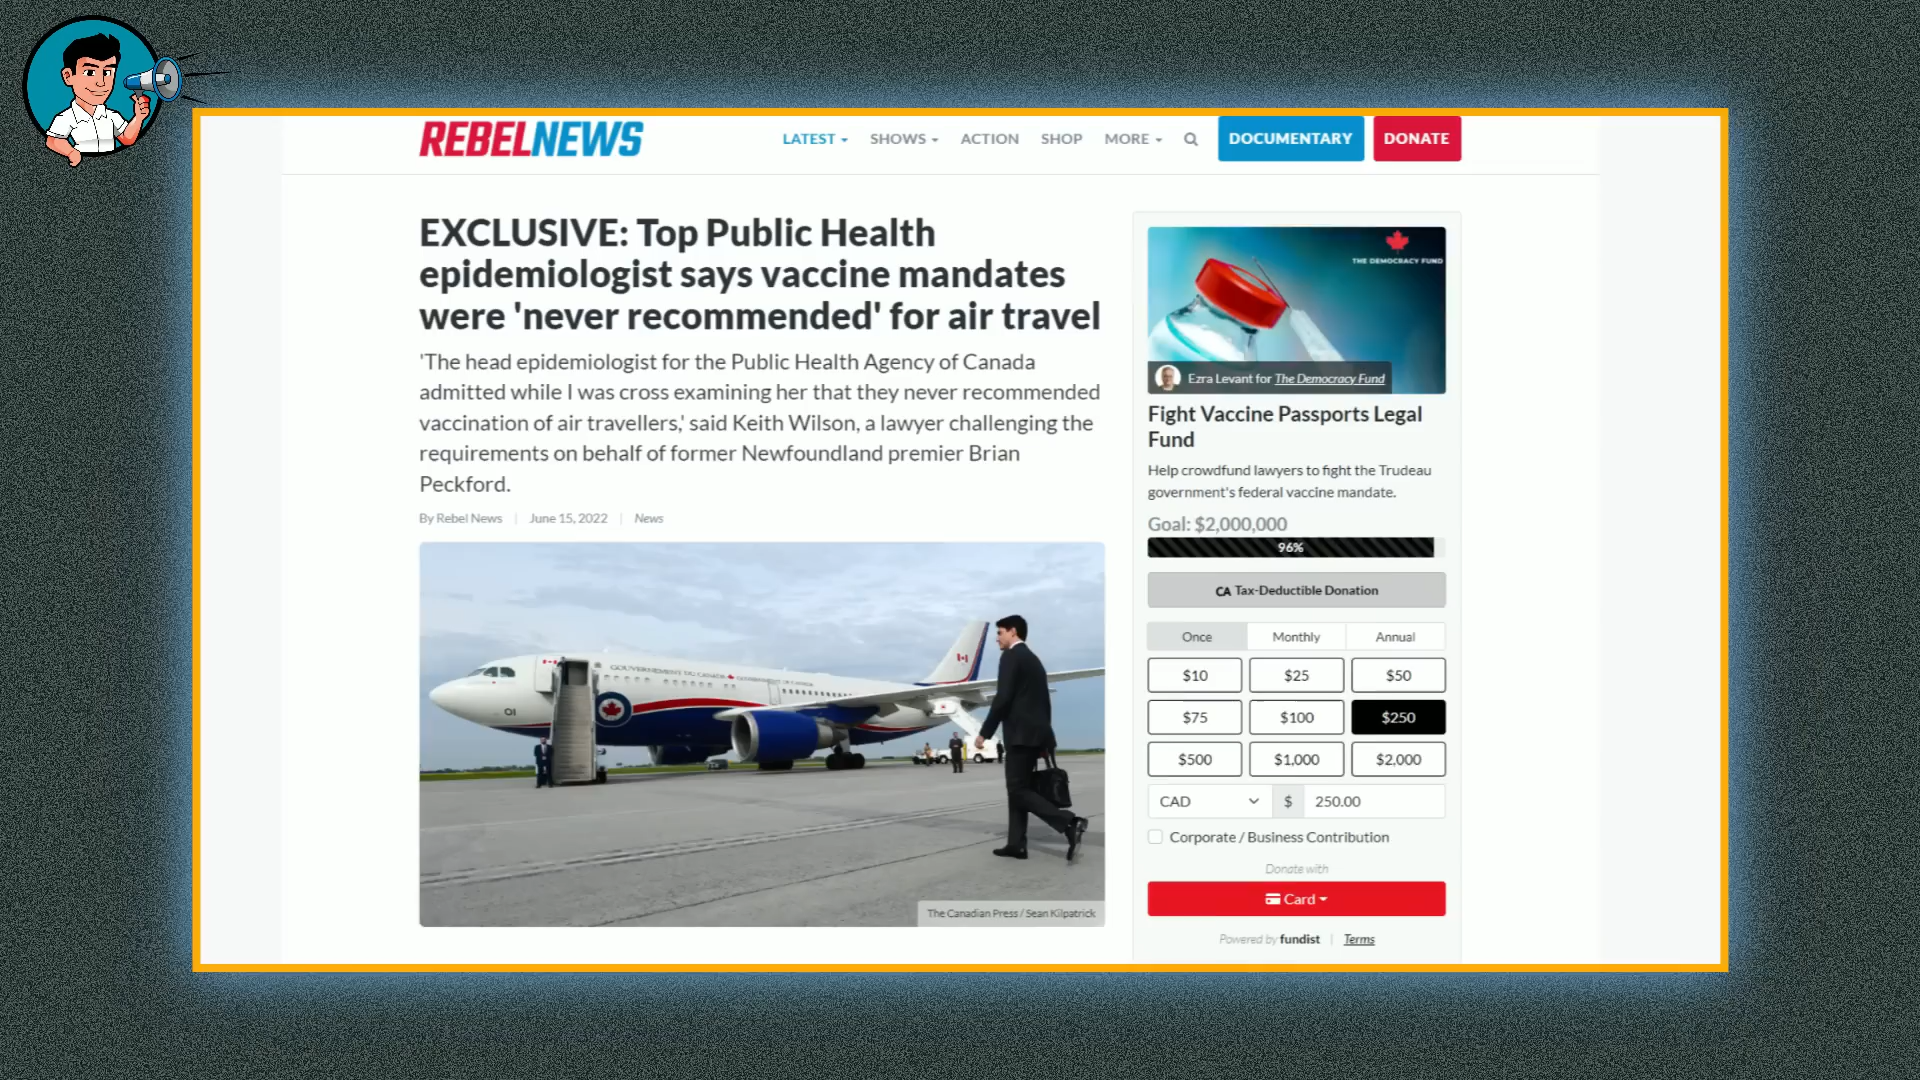 REBELNEWS
LATEST
SHOWS
ACTION
SHOP
MORE
DOCUMENTARY
DONATE
EXCLUSIVE: Top Public Health
epidemiologist says vaccine mandates
were 'never recommended' for air travel
'The head epidemiologist for the Public Health Agency of Canada
admitted while I was cross examining her that they never recommended
vaccination of air travellers,' said Keith Wilson, a lawyer challenging the
requirements on behalf of former Newfoundland premier Brian
Peckford.
By Rebel News | June 15, 2022 | News
GOUVERNEMENT DU CANADA GOVERNMENT OF CANADA
01
The Canadian Press / Sean Kilpatrick
THE DEMOCRACY FUND
Ezra Levant for The Democracy Fund
Fight Vaccine Passports Legal
Fund
Help crowdfund lawyers to fight the Trudeau
government's federal vaccine mandate.
Goal: $2,000,000
96%
CA Tax-Deductible Donation
Once Monthly Annual
$10 $25 $50
$75 $100 $250
$500 $1,000 $2,000
CAD $ 250.00
Corporate / Business Contribution
Donate with
Card
Powered by fundist | Terms